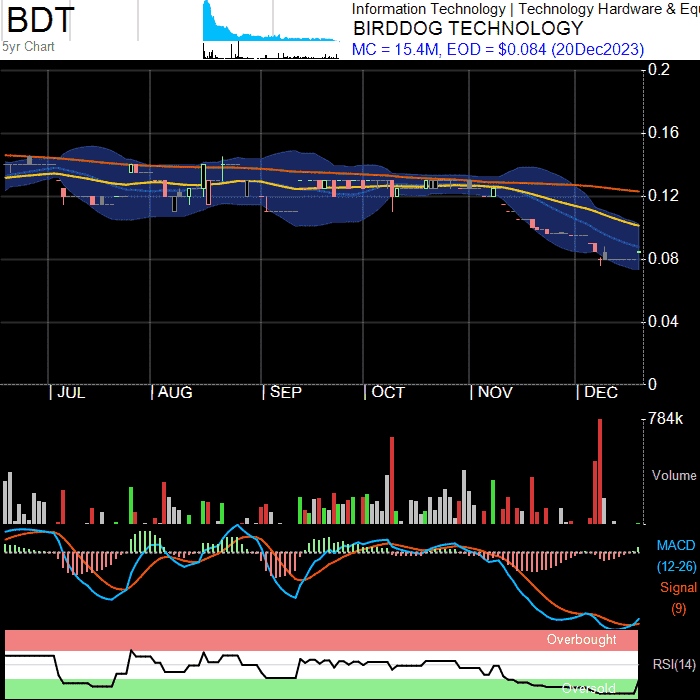 BDT
5yr Chart
Information Technology | Technology Hardware & Equ
BIRDDOG TECHNOLOGY
MC = 15.4M, EOD = $0.084 (20Dec2023)
0.2
0.16
0.12
0.08
0.04
0
| JUL | AUG | SEP | OCT | NOV | DEC
784k
Volume
MACD
(12-26)
Signal
(9)
Overbought
RSI(14)
Oversold